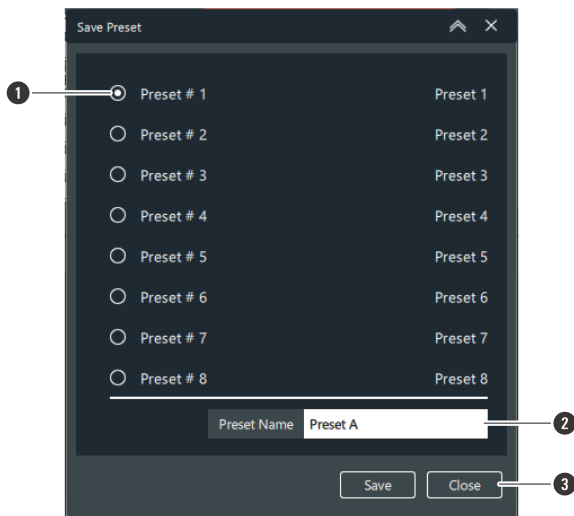 Save Preset
1
Preset # 1 Preset 1
Preset # 2 Preset 2
Preset # 3 Preset 3
Preset # 4 Preset 4
Preset # 5 Preset 5
Preset # 6 Preset 6
Preset # 7 Preset 7
Preset # 8 Preset 8
Preset Name Preset A 2
Save Close 3